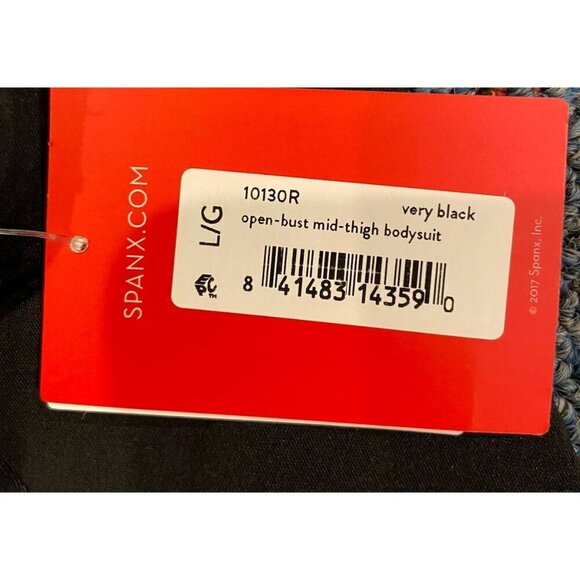 SPANX.COM
L/G
10130R very black
open-bust mid-thigh bodysuit
8 41483 14359 0
© 2017 Spanx, Inc.